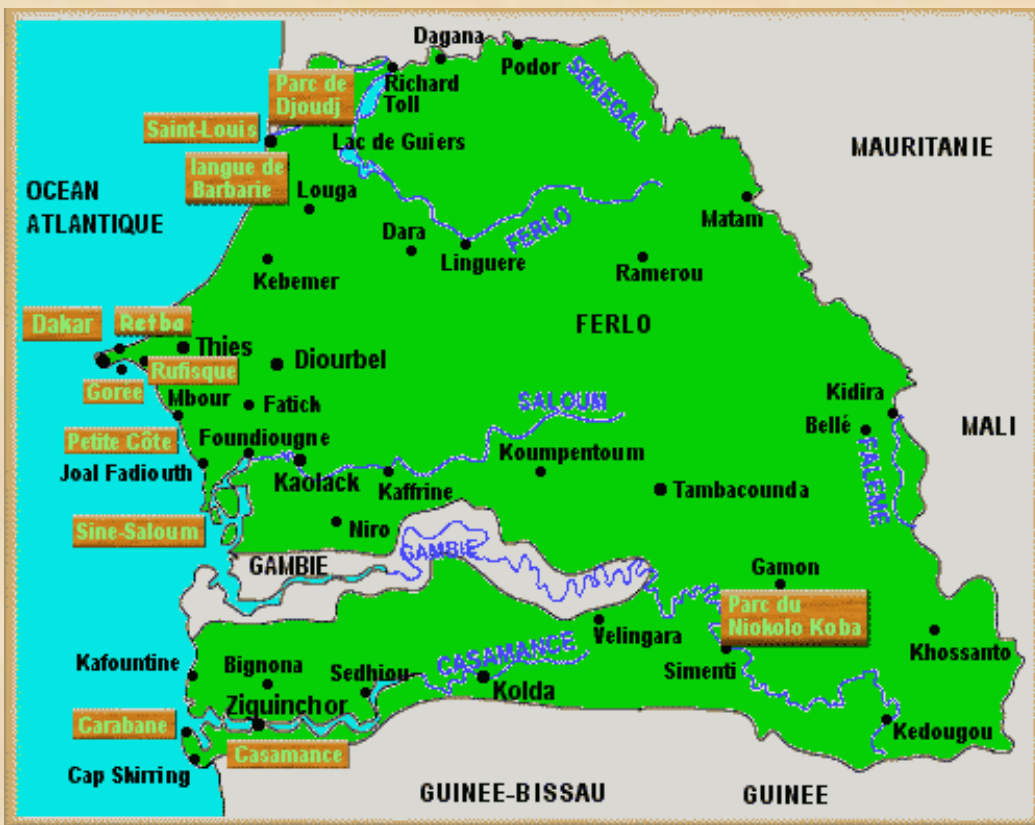 Dagana
Podor
Parc de
Djoudj
Richard
Toll
SENEGAL
Saint-Louis
Lac de Guiers
MAURITANIE
langue de
Barbarie
OCEAN
ATLANTIQUE
Louga
Matam
Dara
FERLO
Linguere
Ramerou
Kebemer
Dakar
Retba
FERLO
Thies
Diourbel
Rufisque
Goree
Mbour
Fatick
SALOUM
Kidira
Bellé
MALI
Petite Côte
Foundiougne
Joal Fadiouth
Koumpentoum
Kaolack
Kaffrine
Tambacounda
FALEME
Sine-Saloum
Niro
GAMBIE
GAMBIE
Gamon
Parc du
Niokolo Koba
Velingara
Simenti
Khossanto
Kafountine
Bignona
Sedhiou
CASAMANCE
Kolda
Ziquinchor
Carabane
Casamance
Kedougou
Cap Skirring
GUINEE-BISSAU
GUINEE